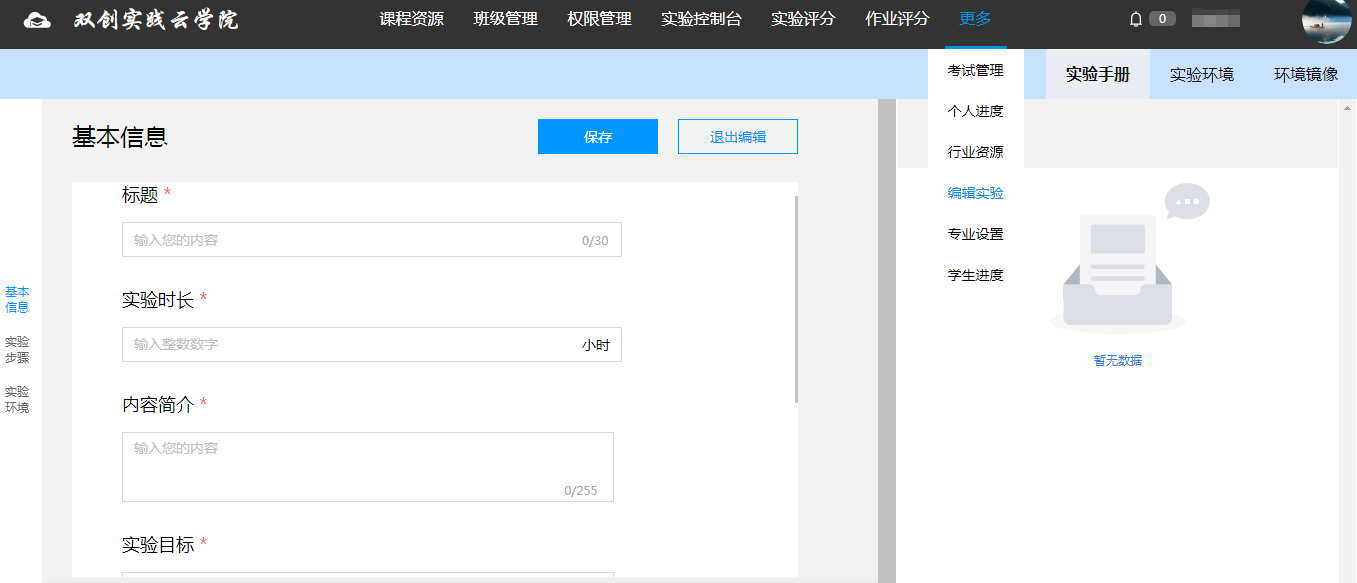 双创实践云学院
课程资源 班级管理 权限管理 实验控制台 实验评分 作业评分 更多
0
考试管理
个人进度
行业资源
编辑实验
专业设置
学生进度
实验手册 实验环境 环境镜像
基本信息
保存 退出编辑
基本
信息
实验
步骤
实验
环境
标题 *
输入您的内容 0/30
实验时长 *
输入整数数字 小时
内容简介 *
输入您的内容
0/255
实验目标 *
暂无数据